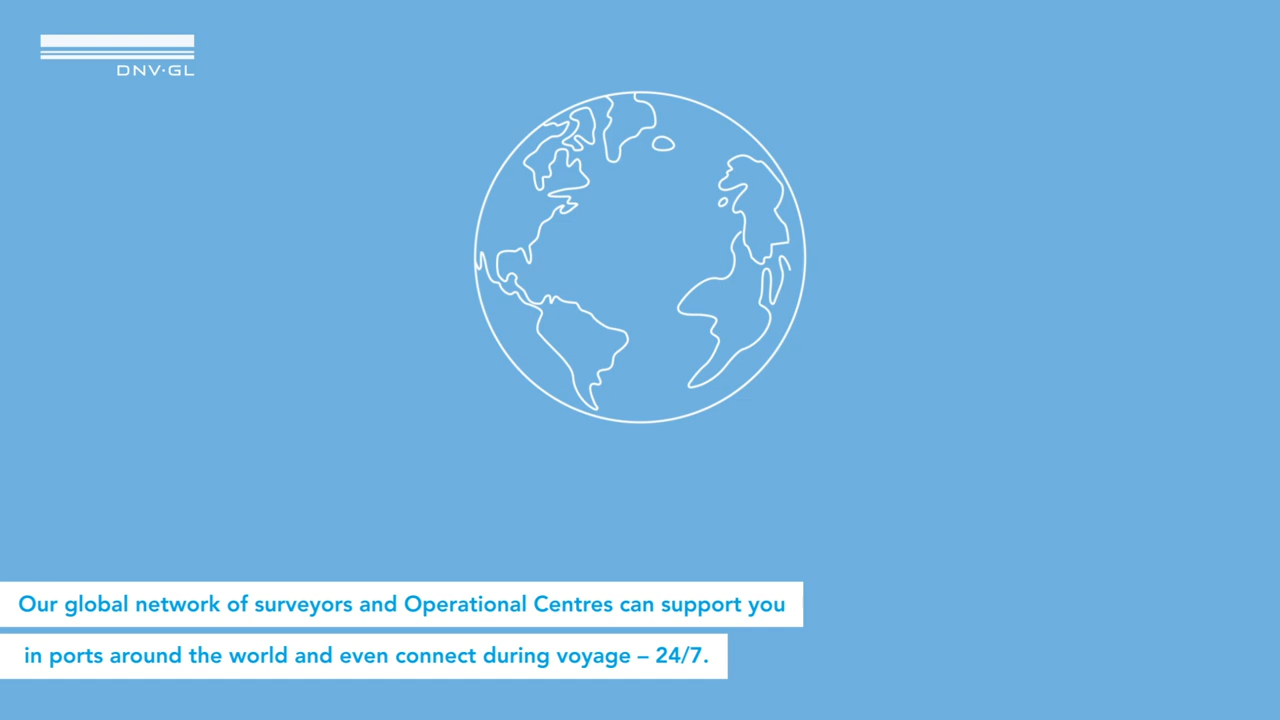 DNV·GL
Our global network of surveyors and Operational Centres can support you
in ports around the world and even connect during voyage – 24/7.